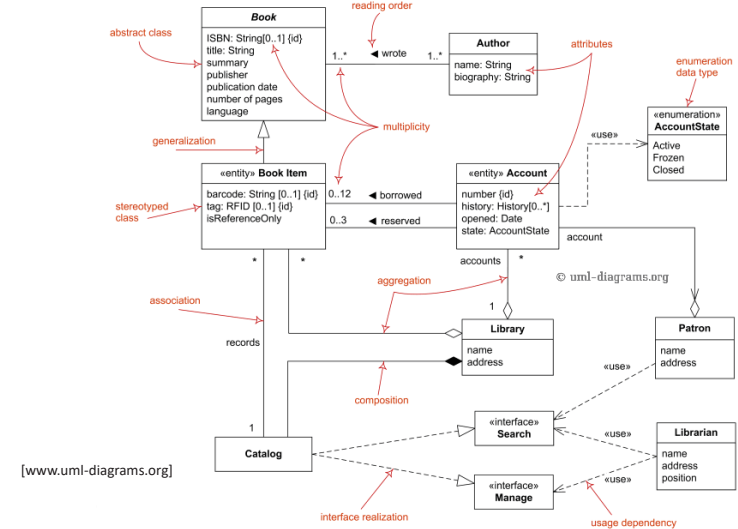 reading order
Book
abstract class
ISBN: String[0..1] {id}
title: String
summary
publisher
publication date
number of pages
language
1..*
◄ wrote
1..*
Author
name: String
biography: String
attributes
enumeration
data type
«enumeration»
AccountState
Active
Frozen
Closed
multiplicity
generalization
«use»
«entity» Book Item
barcode: String [0..1] {id}
tag: RFID [0..1] {id}
isReferenceOnly
stereotyped
class
0..12
◄ borrowed
0..3
◄ reserved
«entity» Account
number {id}
history: History[0..*]
opened: Date
state: AccountState
account
*
*
accounts
*
© uml-diagrams.org
aggregation
association
1
records
Library
name
address
Patron
name
address
composition
«use»
«interface»
Search
«use»
Librarian
name
address
position
1
Catalog
«use»
«interface»
Manage
[www.uml-diagrams.org]
interface realization
usage dependency